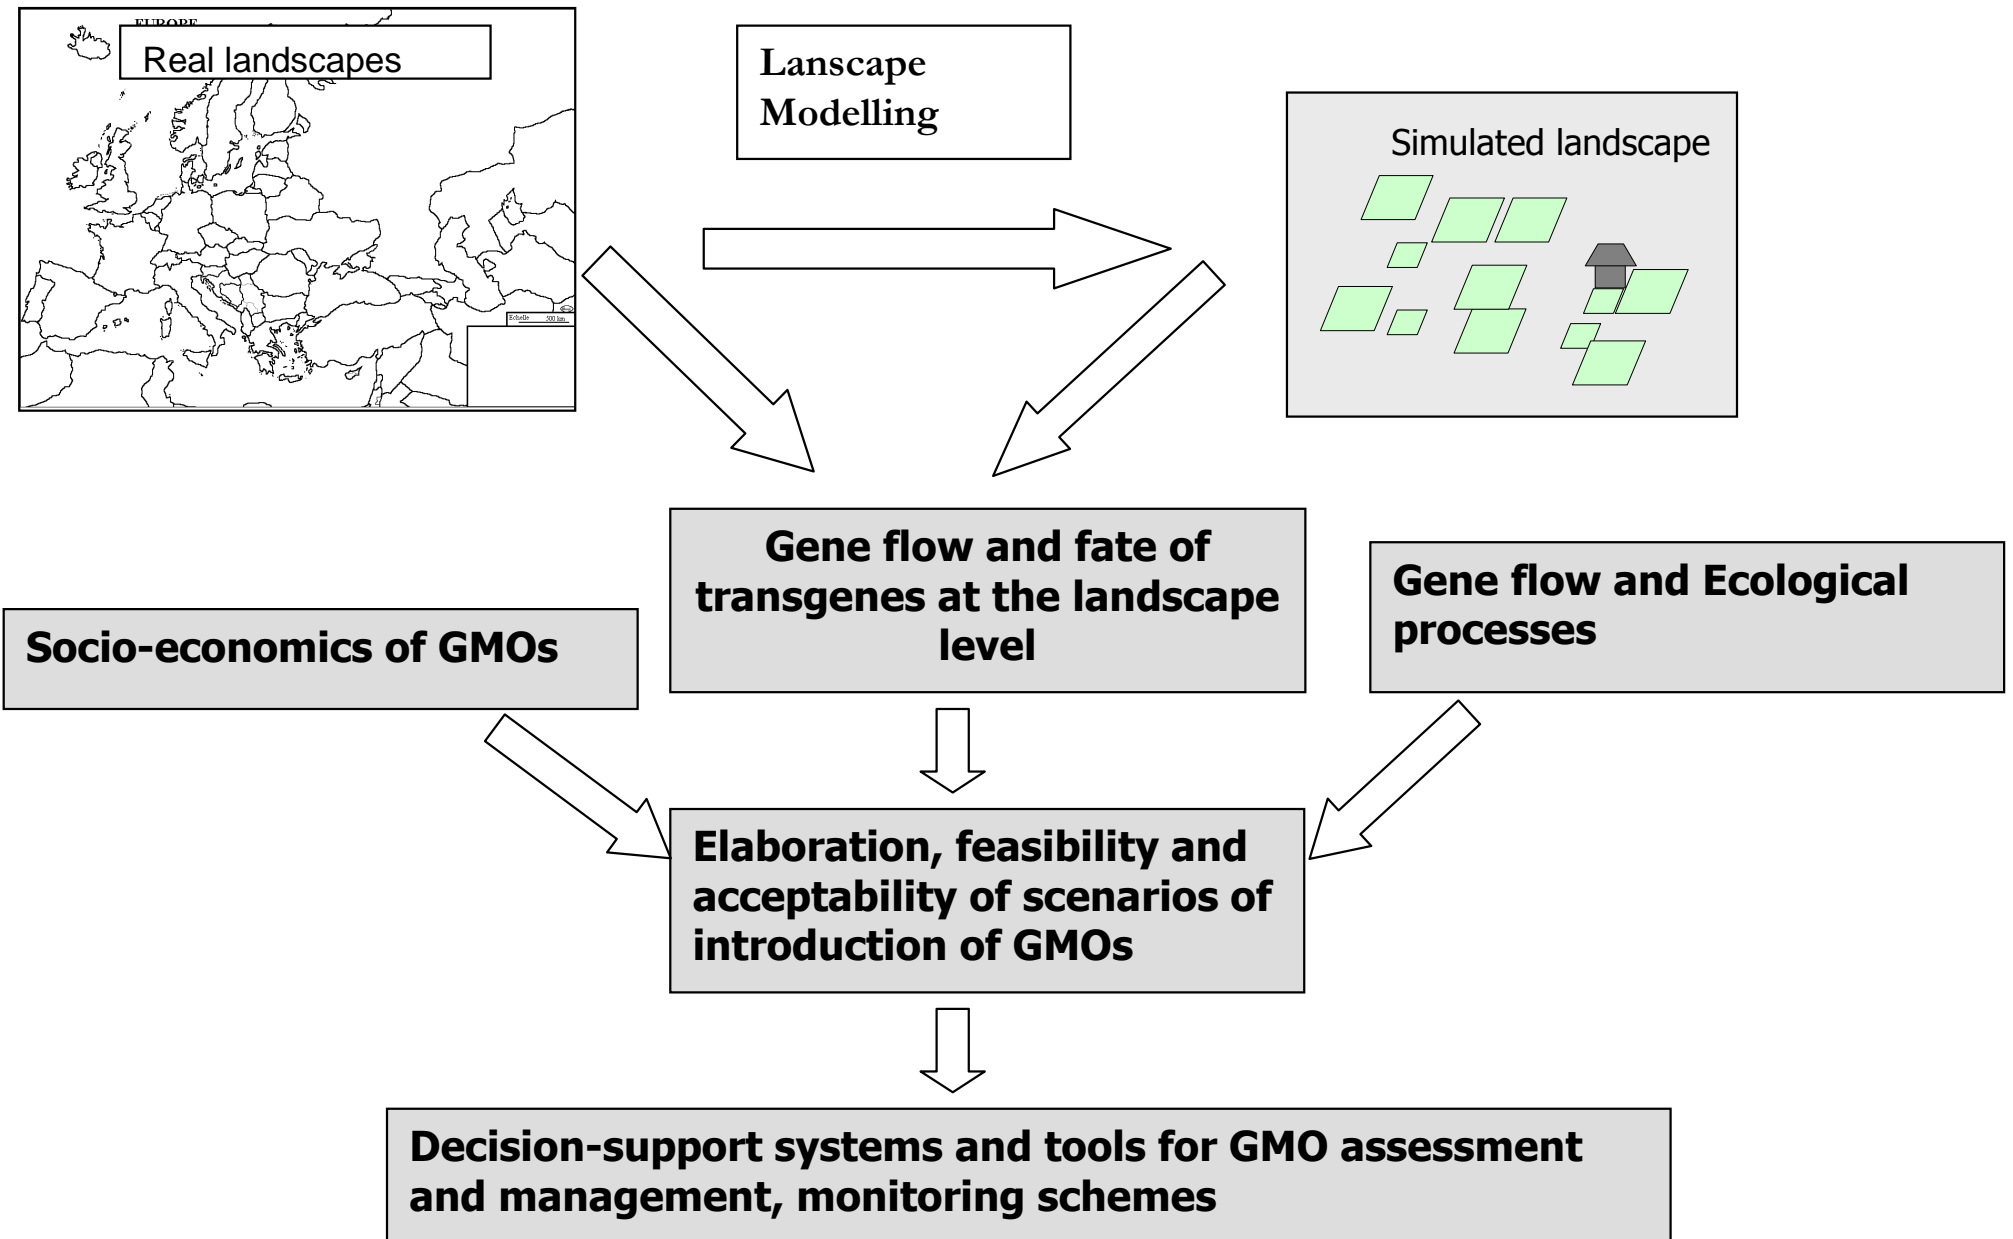 EUROPE
Real landscapes
Lanscape
Modelling
Simulated landscape
Echelle 500 km
Gene flow and fate of
transgenes at the landscape
level
Gene flow and Ecological
processes
Socio-economics of GMOs
Elaboration, feasibility and
acceptability of scenarios of
introduction of GMOs
Decision-support systems and tools for GMO assessment
and management, monitoring schemes